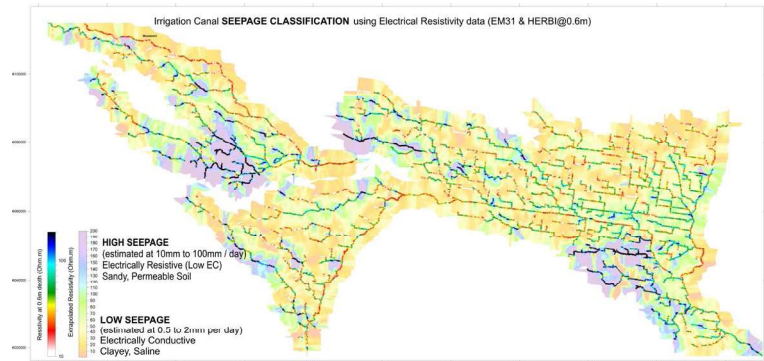 Irrigation Canal SEEPAGE CLASSIFICATION using Electrical Resistivity data (EM31 & HERBI@0.6m)
HIGH SEEPAGE
(estimated at 10mm to 100mm / day)
Electrically Resistive (Low EC)
Sandy, Permeable Soil
LOW SEEPAGE
(estimated at 0.5 to 2mm per day)
Electrically Conductive
Clayey, Saline
Resistivity at 0.6m depth (Ohm.m)
100
10
Exrapolated Resistivity (Ohm.m)
200
190
180
170
160
150
140
130
120
110
100
90
80
70
60
50
40
30
20
10
0